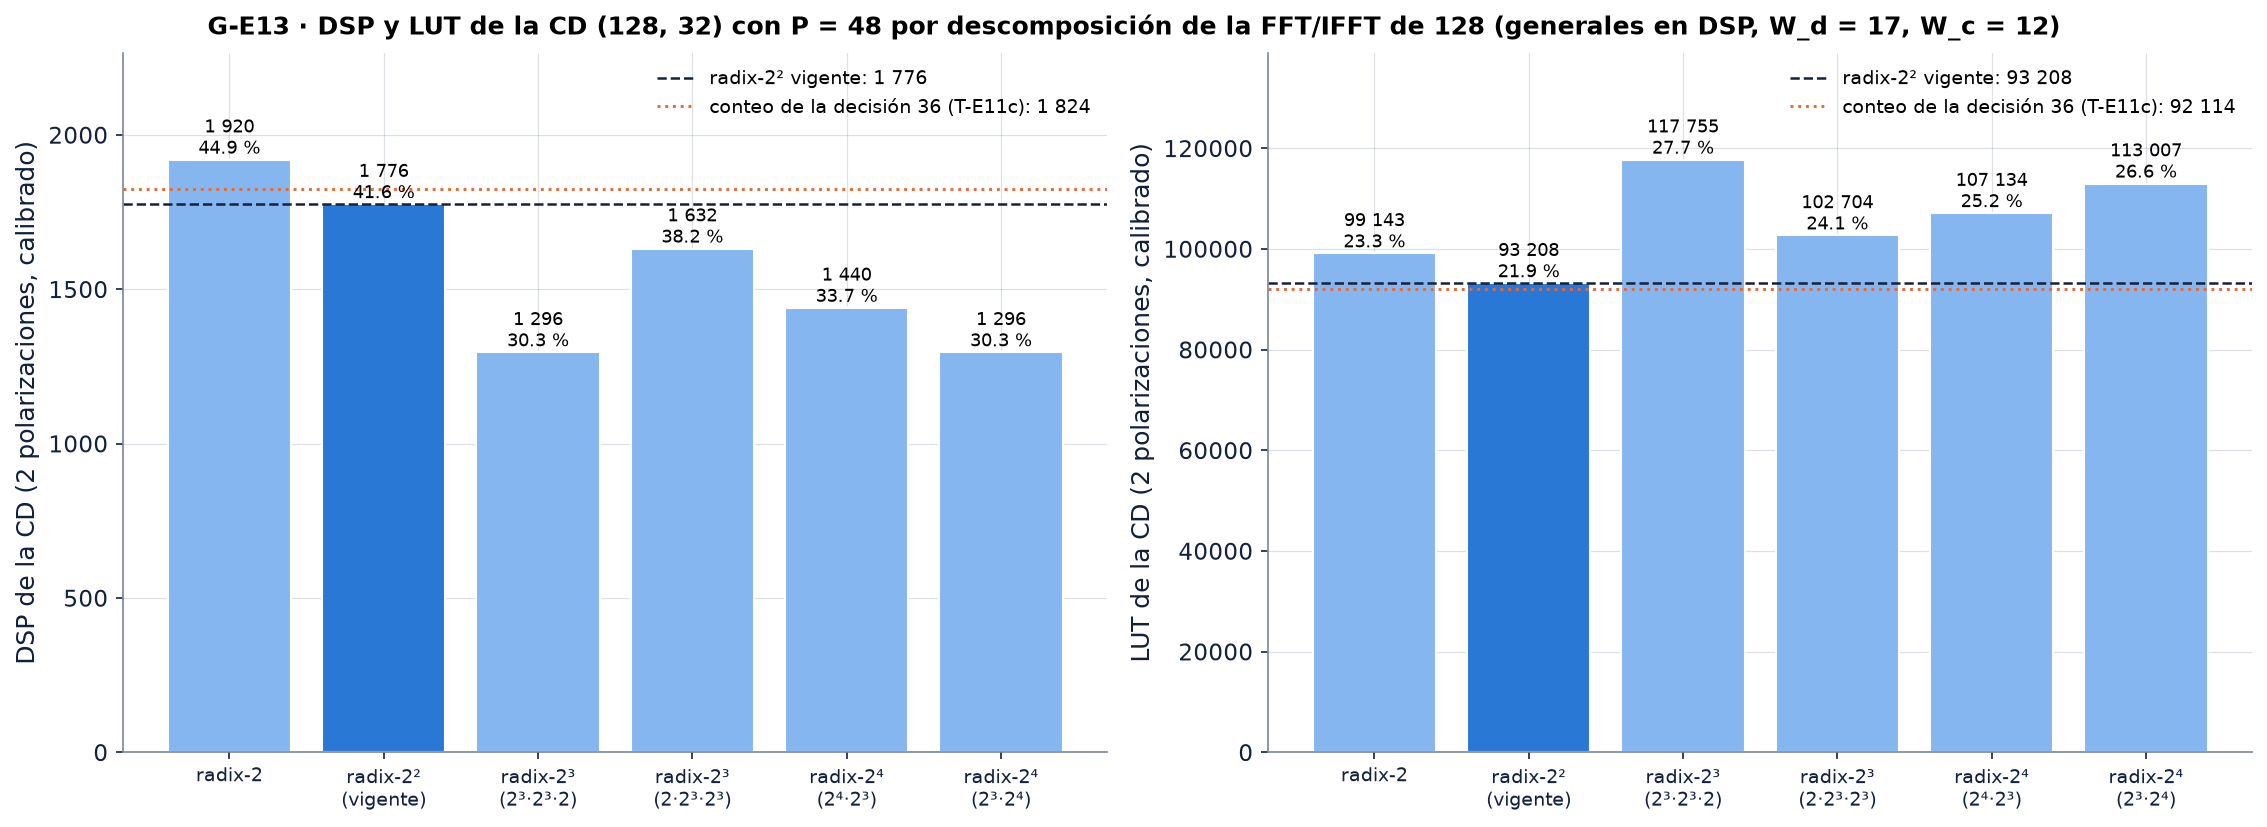 G-E13 · DSP y LUT de la CD (128, 32) con P = 48 por descomposición de la FFT/IFFT de 128 (generales en DSP, W_d = 17, W_c = 12)
DSP de la CD (2 polarizaciones, calibrado)
radix-2² vigente: 1 776
conteo de la decisión 36 (T-E11c): 1 824
2000
1500
1000
500
0
1 920
44.9 %
1 776
41.6 %
1 296
30.3 %
1 632
38.2 %
1 440
33.7 %
1 296
30.3 %
radix-2
radix-2²
(vigente)
radix-2³
(2³·2³·2)
radix-2³
(2·2³·2³)
radix-2⁴
(2⁴·2³)
radix-2⁴
(2³·2⁴)
LUT de la CD (2 polarizaciones, calibrado)
radix-2² vigente: 93 208
conteo de la decisión 36 (T-E11c): 92 114
120000
100000
80000
60000
40000
20000
0
99 143
23.3 %
93 208
21.9 %
117 755
27.7 %
102 704
24.1 %
107 134
25.2 %
113 007
26.6 %
radix-2
radix-2²
(vigente)
radix-2³
(2³·2³·2)
radix-2³
(2·2³·2³)
radix-2⁴
(2⁴·2³)
radix-2⁴
(2³·2⁴)